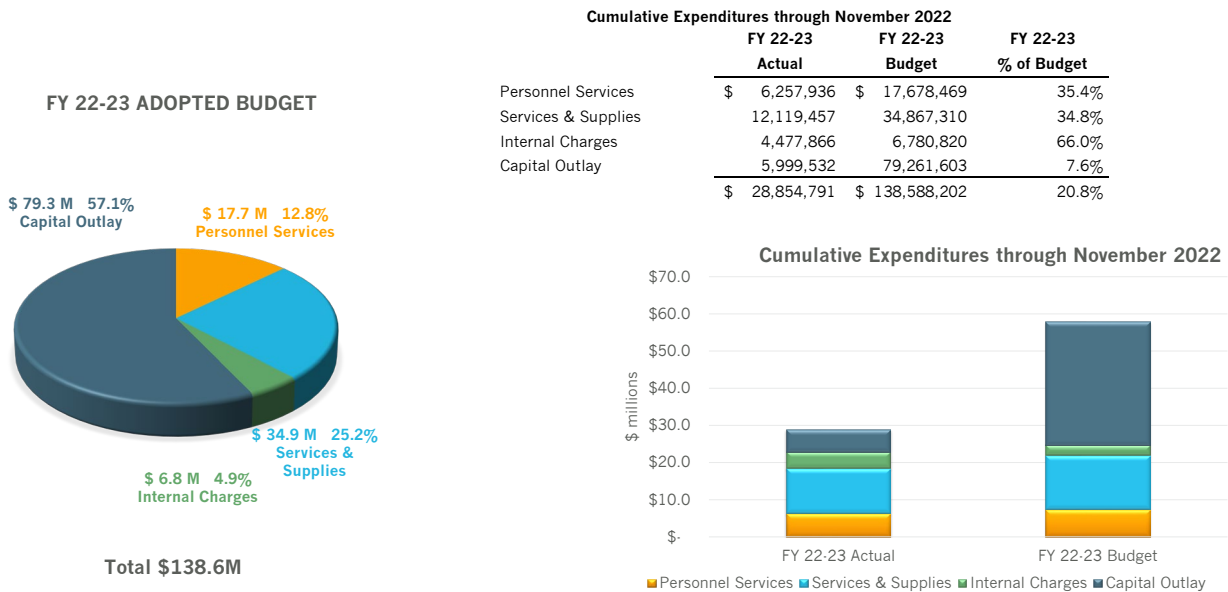 Cumulative Expenditures through November 2022
FY 22-23 FY 22-23 FY 22-23
Actual Budget % of Budget
Personnel Services $ 6,257,936 $ 17,678,469 35.4%
Services & Supplies 12,119,457 34,867,310 34.8%
Internal Charges 4,477,866 6,780,820 66.0%
Capital Outlay 5,999,532 79,261,603 7.6%
$ 28,854,791 $ 138,588,202 20.8%
FY 22-23 ADOPTED BUDGET
$ 79.3 M 57.1%
Capital Outlay
$ 17.7 M 12.8%
Personnel Services
$ 34.9 M 25.2%
Services &
Supplies
$ 6.8 M 4.9%
Internal Charges
Total $138.6M
Cumulative Expenditures through November 2022
$70.0
$60.0
$50.0
$40.0
$30.0
$20.0
$10.0
$-
$ millions
FY 22-23 Actual FY 22-23 Budget
Personnel Services Services & Supplies Internal Charges Capital Outlay